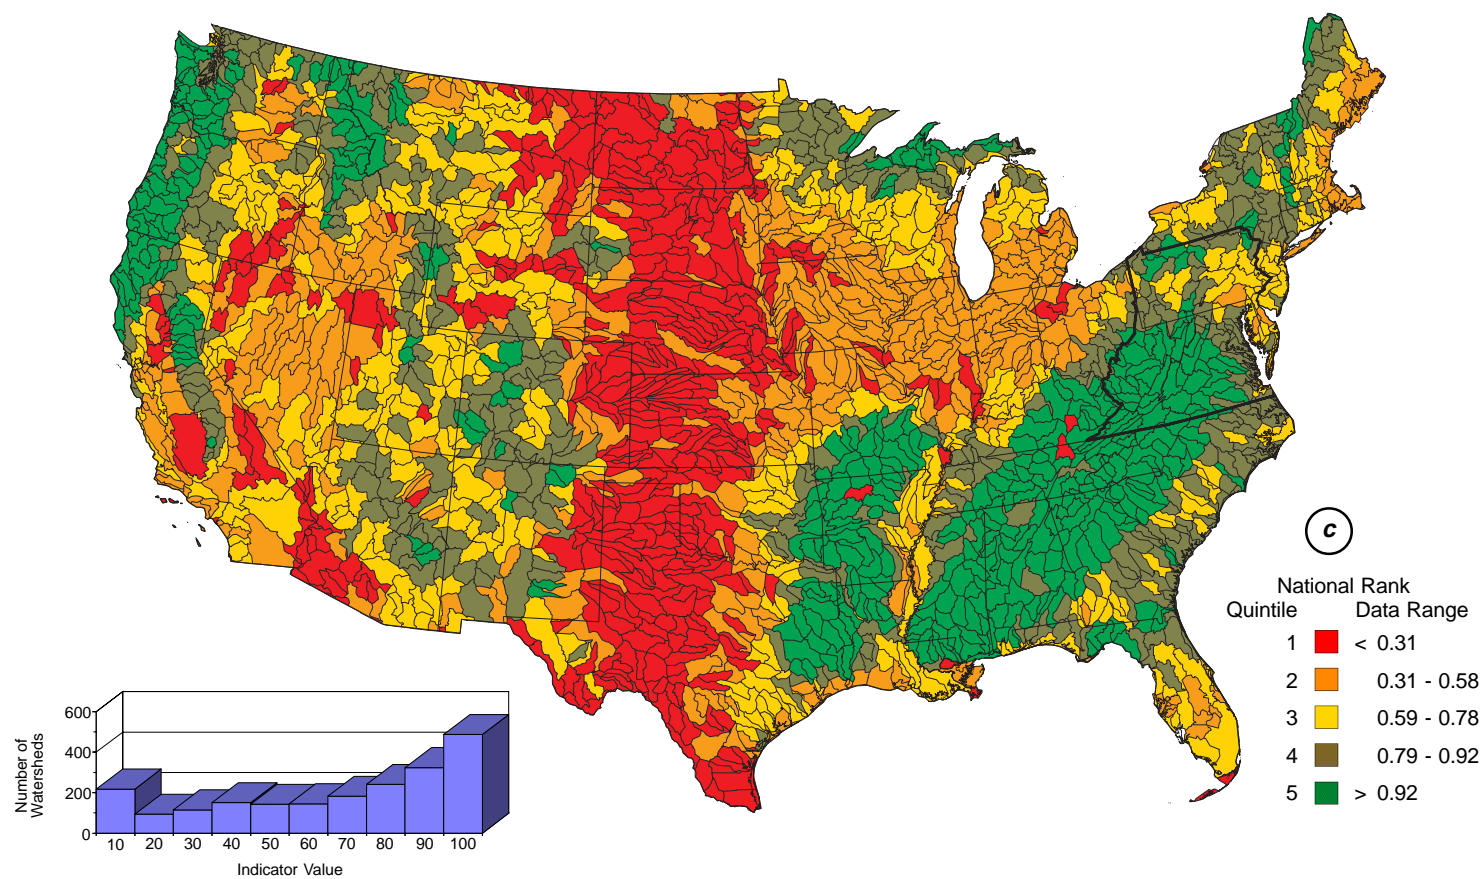 c
National Rank
Quintile Data Range
1 < 0.31
2 0.31 - 0.58
3 0.59 - 0.78
4 0.79 - 0.92
5 > 0.92
Number of
Watersheds
600
400
200
0
10 20 30 40 50 60 70 80 90 100
Indicator Value